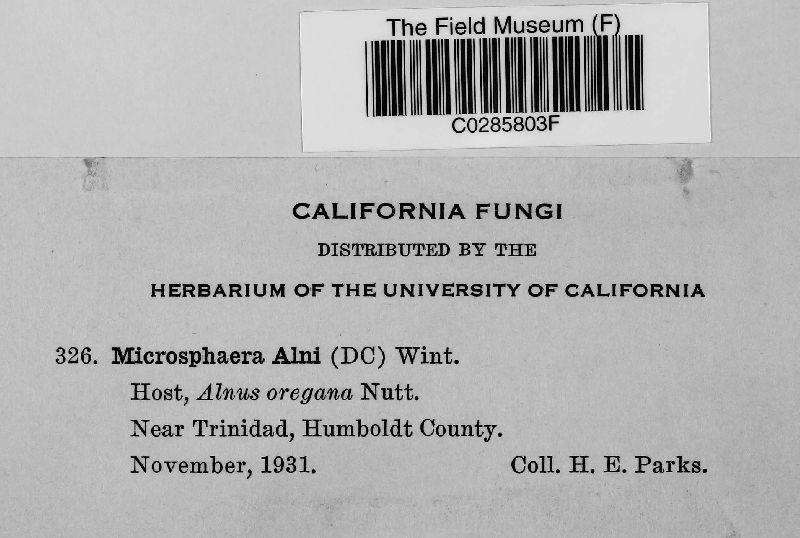 The Field Museum (F)
C0285803F
CALIFORNIA FUNGI
DISTRIBUTED BY THE
HERBARIUM OF THE UNIVERSITY OF CALIFORNIA
326. Microsphaera Alni (DC) Wint.
Host, Alnus oregana Nutt.
Near Trinidad, Humboldt County.
November, 1931. Coll. H. E. Parks.